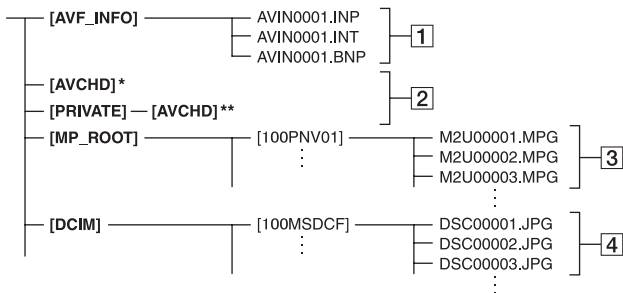 [AVF_INFO] AVIN0001.INP
AVIN0001.INT 1
AVIN0001.BNP
[AVCHD]*
2
[PRIVATE] [AVCHD]**
[MP_ROOT] [100PNV01] M2U00001.MPG
M2U00002.MPG 3
M2U00003.MPG
[DCIM] [100MSDCF] DSC00001.JPG
DSC00002.JPG 4
DSC00003.JPG